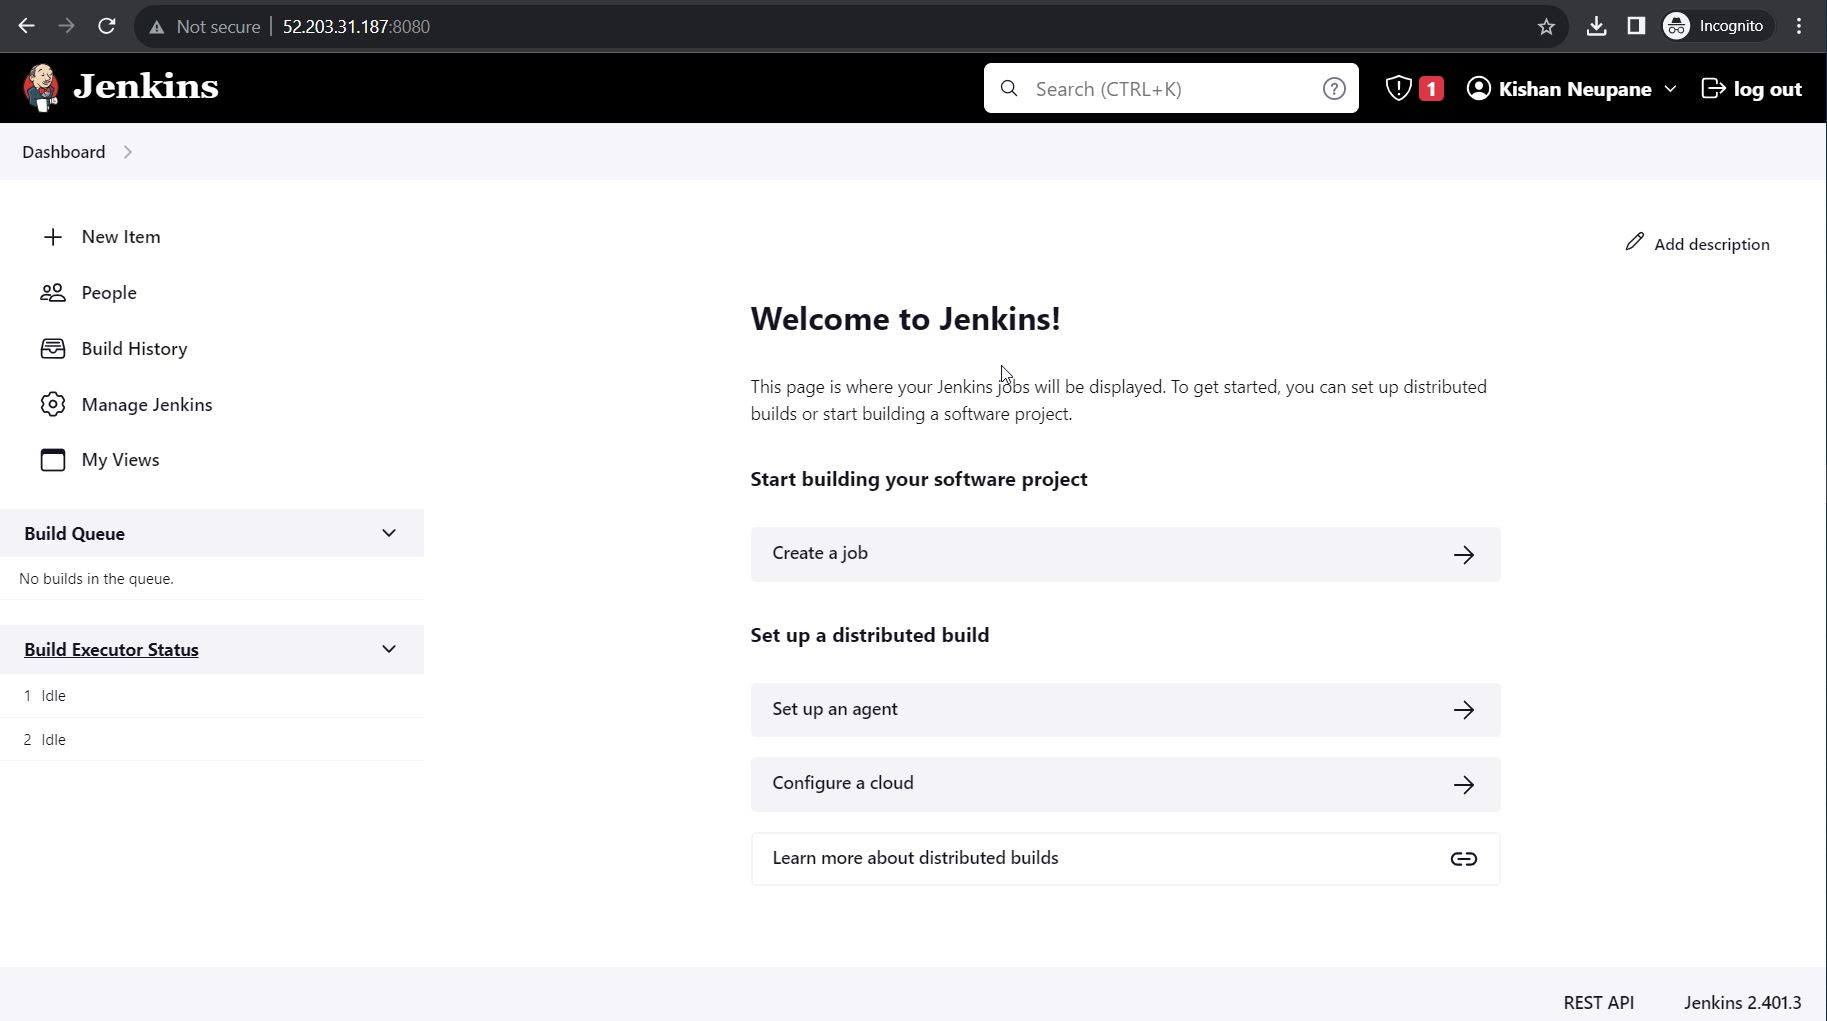 Not secure 52.203.31.187:8080 Incognito
Jenkins Search (CTRL+K) 1 Kishan Neupane log out
Dashboard
New Item
People
Build History
Manage Jenkins
My Views
Build Queue
No builds in the queue.
Build Executor Status
1 Idle
2 Idle
Add description
Welcome to Jenkins!
This page is where your Jenkins jobs will be displayed. To get started, you can set up distributed
builds or start building a software project.
Start building your software project
Create a job
Set up a distributed build
Set up an agent
Configure a cloud
Learn more about distributed builds
REST API Jenkins 2.401.3